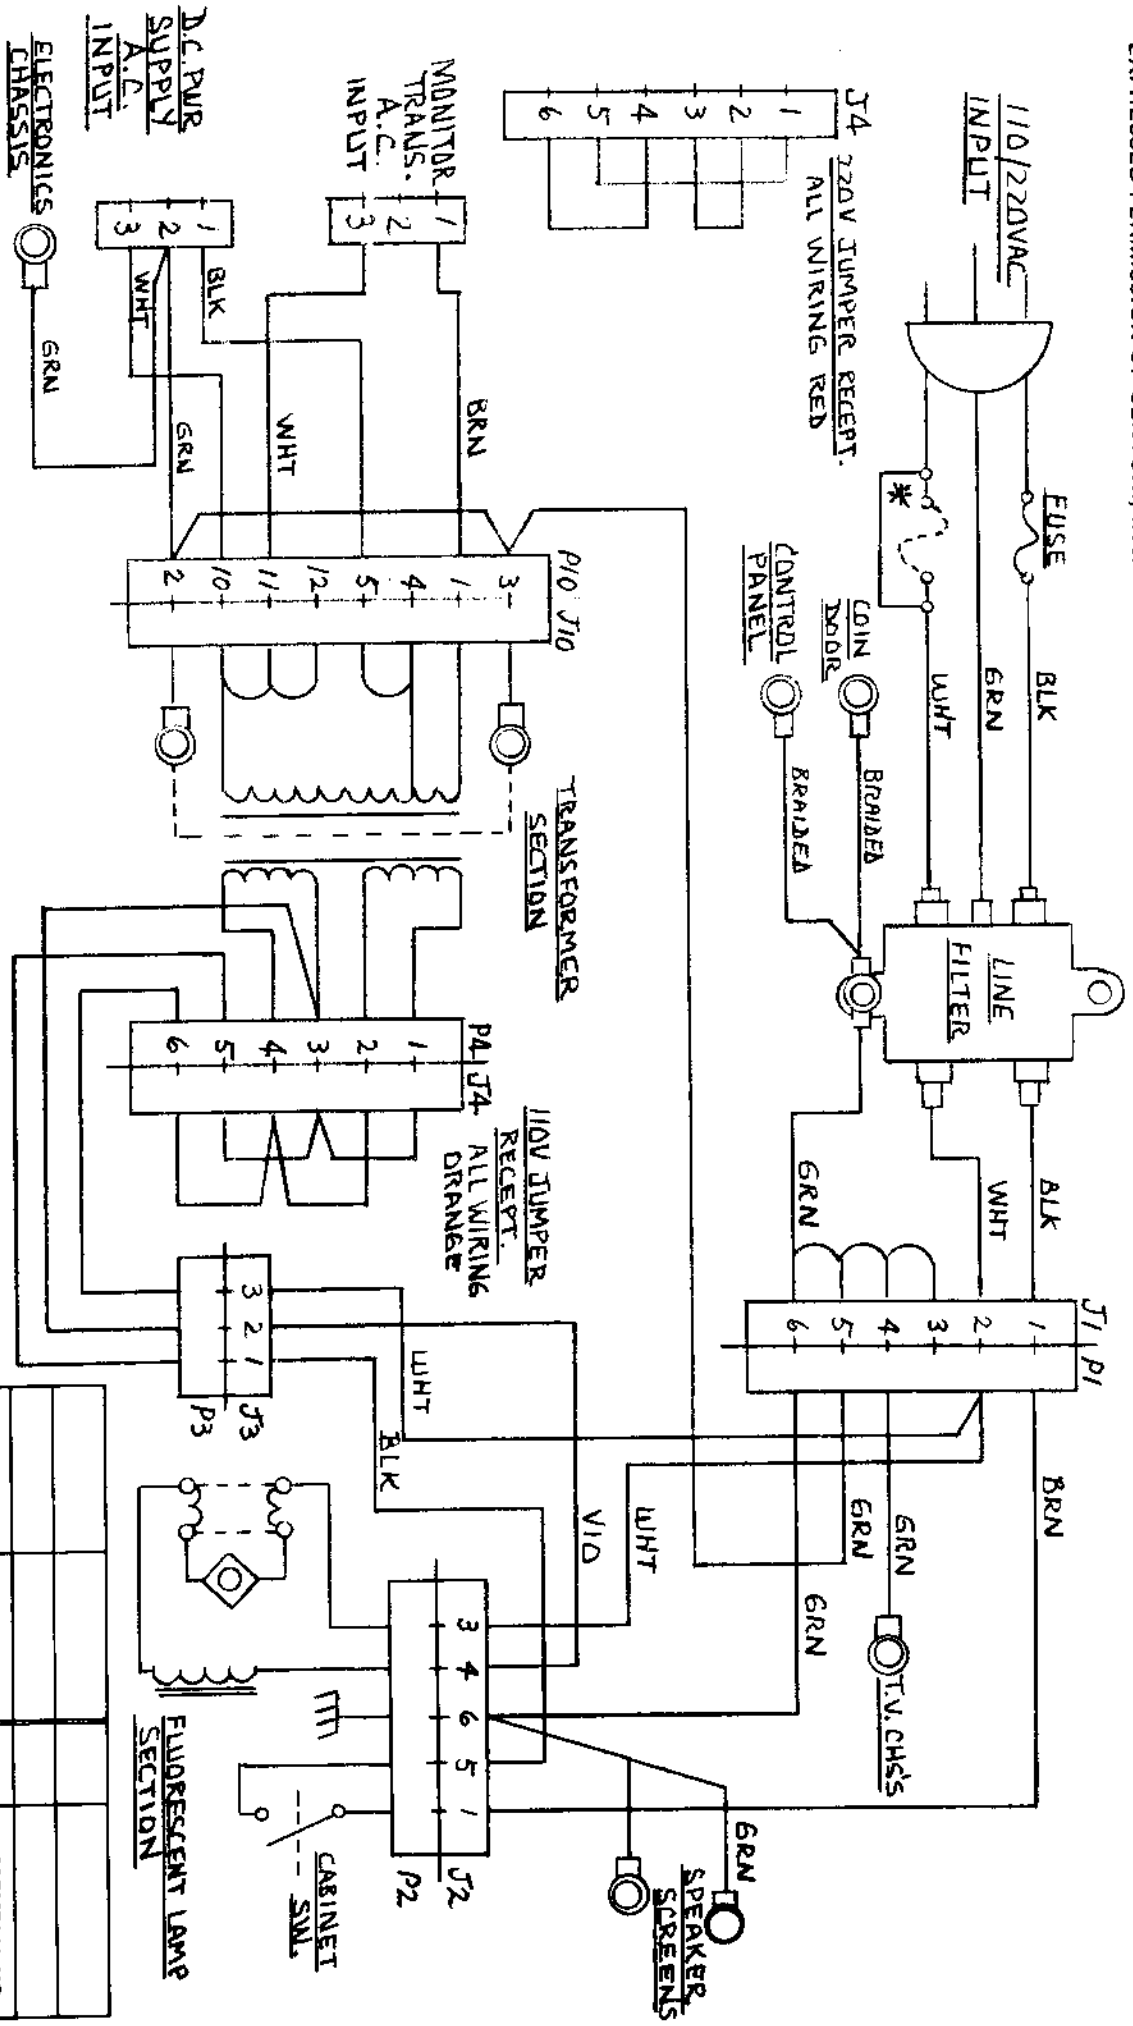 110/220VAC
INPUT
FUSE
*
BLK
GRN
WHT
LINE
FILTER
BLK
WHT
GRN
J1 P1
1
2
3
4
5
6
BRN
GRN
T.V. CHS'S
GRN
GRN
WHT
VIO
COIN
DOOR
BRAIDED
CONTROL
PANEL
BRAIDED
J4
1
2
3
4
5
6
220V JUMPER RECEPT.
ALL WIRING RED
MONITOR
TRANS.
A.C.
INPUT
1
2
3
BRN
WHT
D.C. PWR
SUPPLY
A.C.
INPUT
1
2
3
BLK
WHT
GRN
ELECTRONICS
CHASSIS
GRN
P10 J10
3
1
4
5
12
11
10
2
TRANSFORMER
SECTION
P4 J4
1
2
3
4
5
6
110V JUMPER
RECEPT.
ALL WIRING
ORANGE
3
2
1
J3
P3
WHT
BLK
3
4
6
5
1
J2
P2
GRN
SPEAKER
SCREENS
CABINET
SW.
FLUORESCENT LAMP
SECTION